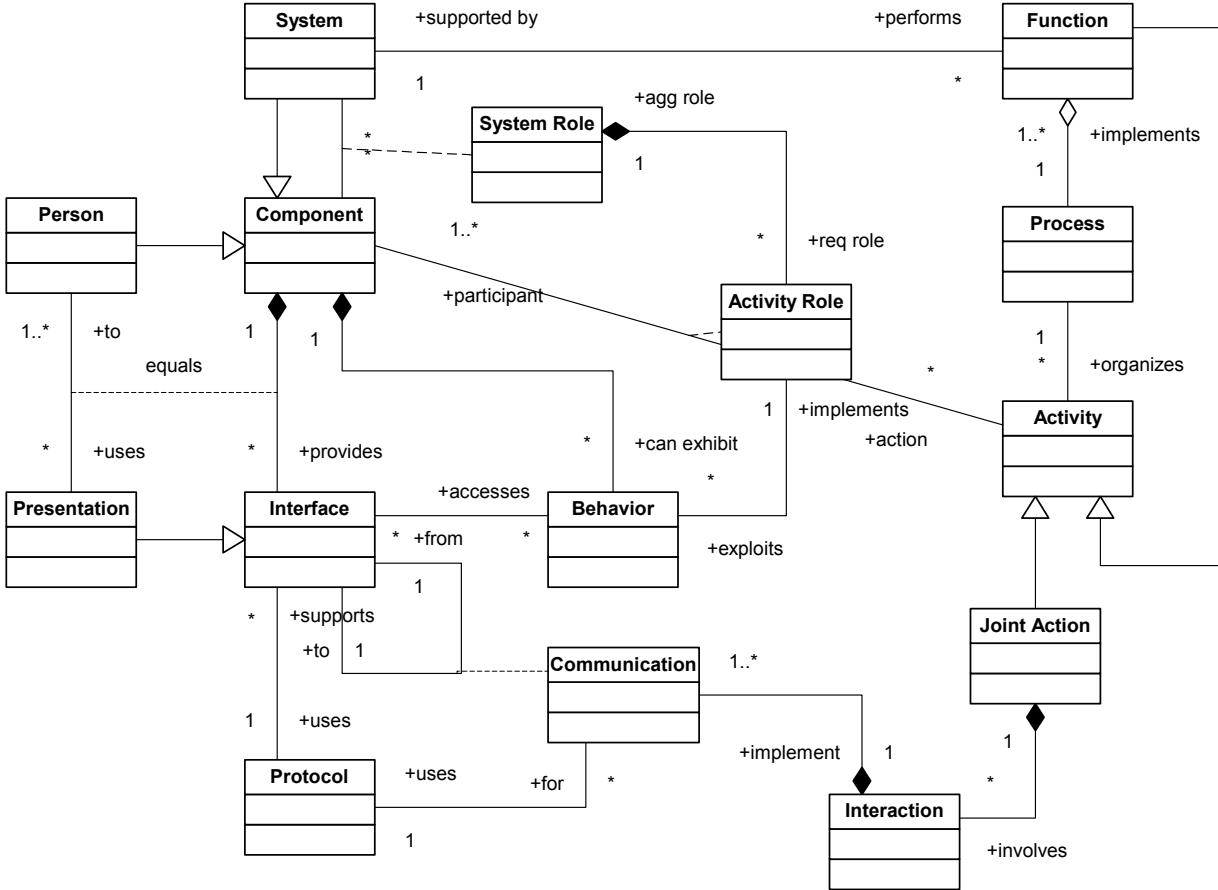 System
+supported by
+performs
Function
1
*
+agg role
System Role
*
*
1
1..*
+implements
1
Person
Component
1..*
*
+req role
Process
+participant
Activity Role
1..*
+to
1
1
1
equals
*
+organizes
*
1
+implements
Activity
+action
*
+uses
*
+provides
*
+can exhibit
*
+accesses
Presentation
Interface
Behavior
*
+from
*
+exploits
1
*
+supports
+to
1
Joint Action
Communication
1..*
1
+uses
+implement
1
1
Protocol
+uses
+for
*
*
Interaction
1
+involves